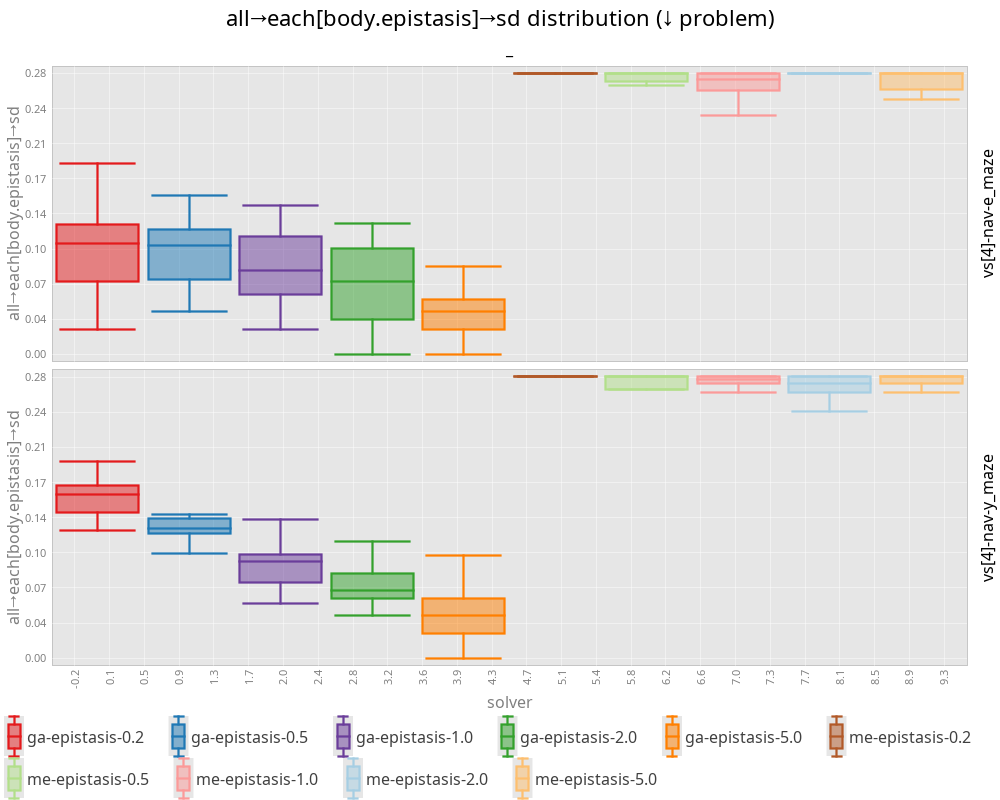 all→each[body.epistasis]→sd distribution (↓ problem)
–
all→each[body.epistasis]→sd
0.28
0.24
0.21
0.17
0.14
0.10
0.07
0.04
0.00
vs[4]-nav-e_maze
all→each[body.epistasis]→sd
0.28
0.24
0.21
0.17
0.14
0.10
0.07
0.04
0.00
vs[4]-nav-y_maze
-0.2 0.1 0.5 0.9 1.3 1.7 2.0 2.4 2.8 3.2 3.6 3.9 4.3 4.7 5.1 5.4 5.8 6.2 6.6 7.0 7.3 7.7 8.1 8.5 8.9 9.3
solver
ga-epistasis-0.2 ga-epistasis-0.5 ga-epistasis-1.0 ga-epistasis-2.0 ga-epistasis-5.0 me-epistasis-0.2
me-epistasis-0.5 me-epistasis-1.0 me-epistasis-2.0 me-epistasis-5.0